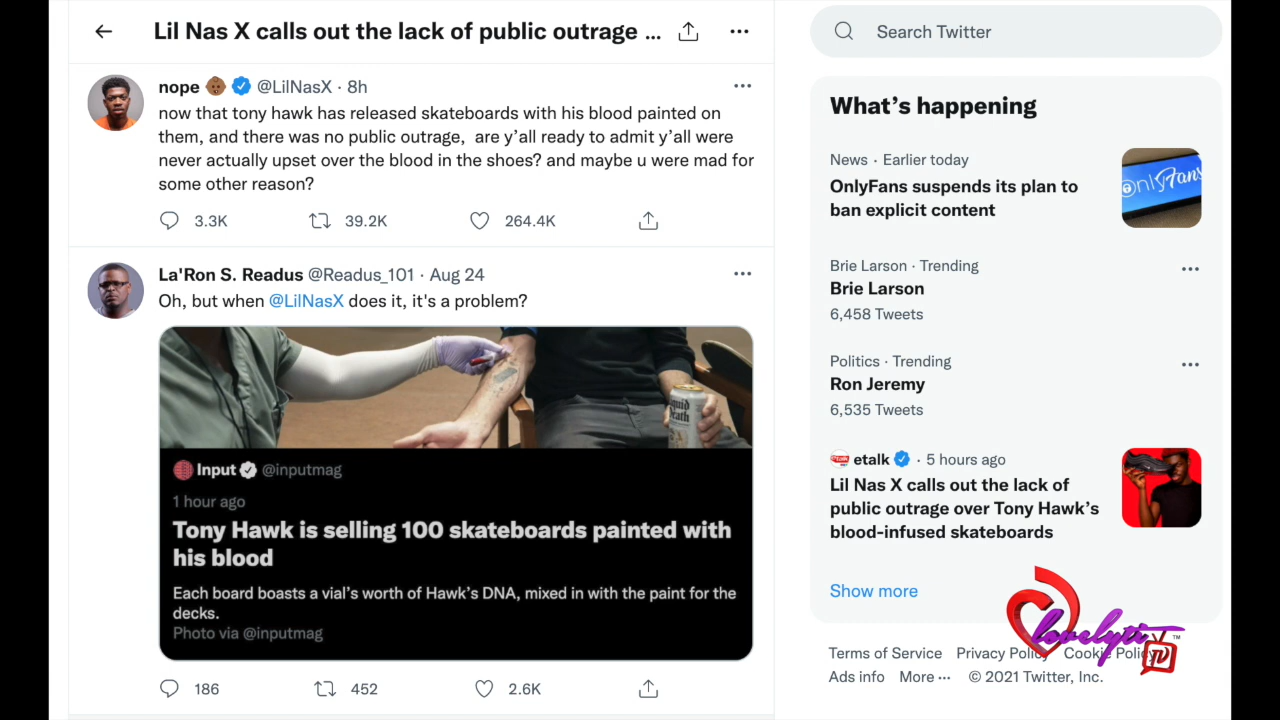 Lil Nas X calls out the lack of public outrage ...
nope @LilNasX · 8h
now that tony hawk has released skateboards with his blood painted on
them, and there was no public outrage, are y’all ready to admit y’all were
never actually upset over the blood in the shoes? and maybe u were mad for
some other reason?
3.3K 39.2K 264.4K
La'Ron S. Readus @Readus_101 · Aug 24
Oh, but when @LilNasX does it, it's a problem?
Death
Input @inputmag
1 hour ago
Tony Hawk is selling 100 skateboards painted with
his blood
Each board boasts a vial’s worth of Hawk’s DNA, mixed in with the paint for the
decks.
Photo via @inputmag
186 452 2.6K
Search Twitter
What’s happening
News · Earlier today
OnlyFans suspends its plan to
ban explicit content
OnlyFans
Brie Larson · Trending
Brie Larson
6,458 Tweets
Politics · Trending
Ron Jeremy
6,535 Tweets
etalk · 5 hours ago
Lil Nas X calls out the lack of
public outrage over Tony Hawk’s
blood-infused skateboards
Show more
lovelyti TV ™
Terms of Service Privacy Policy Cookie Policy
Ads info More ··· © 2021 Twitter, Inc.